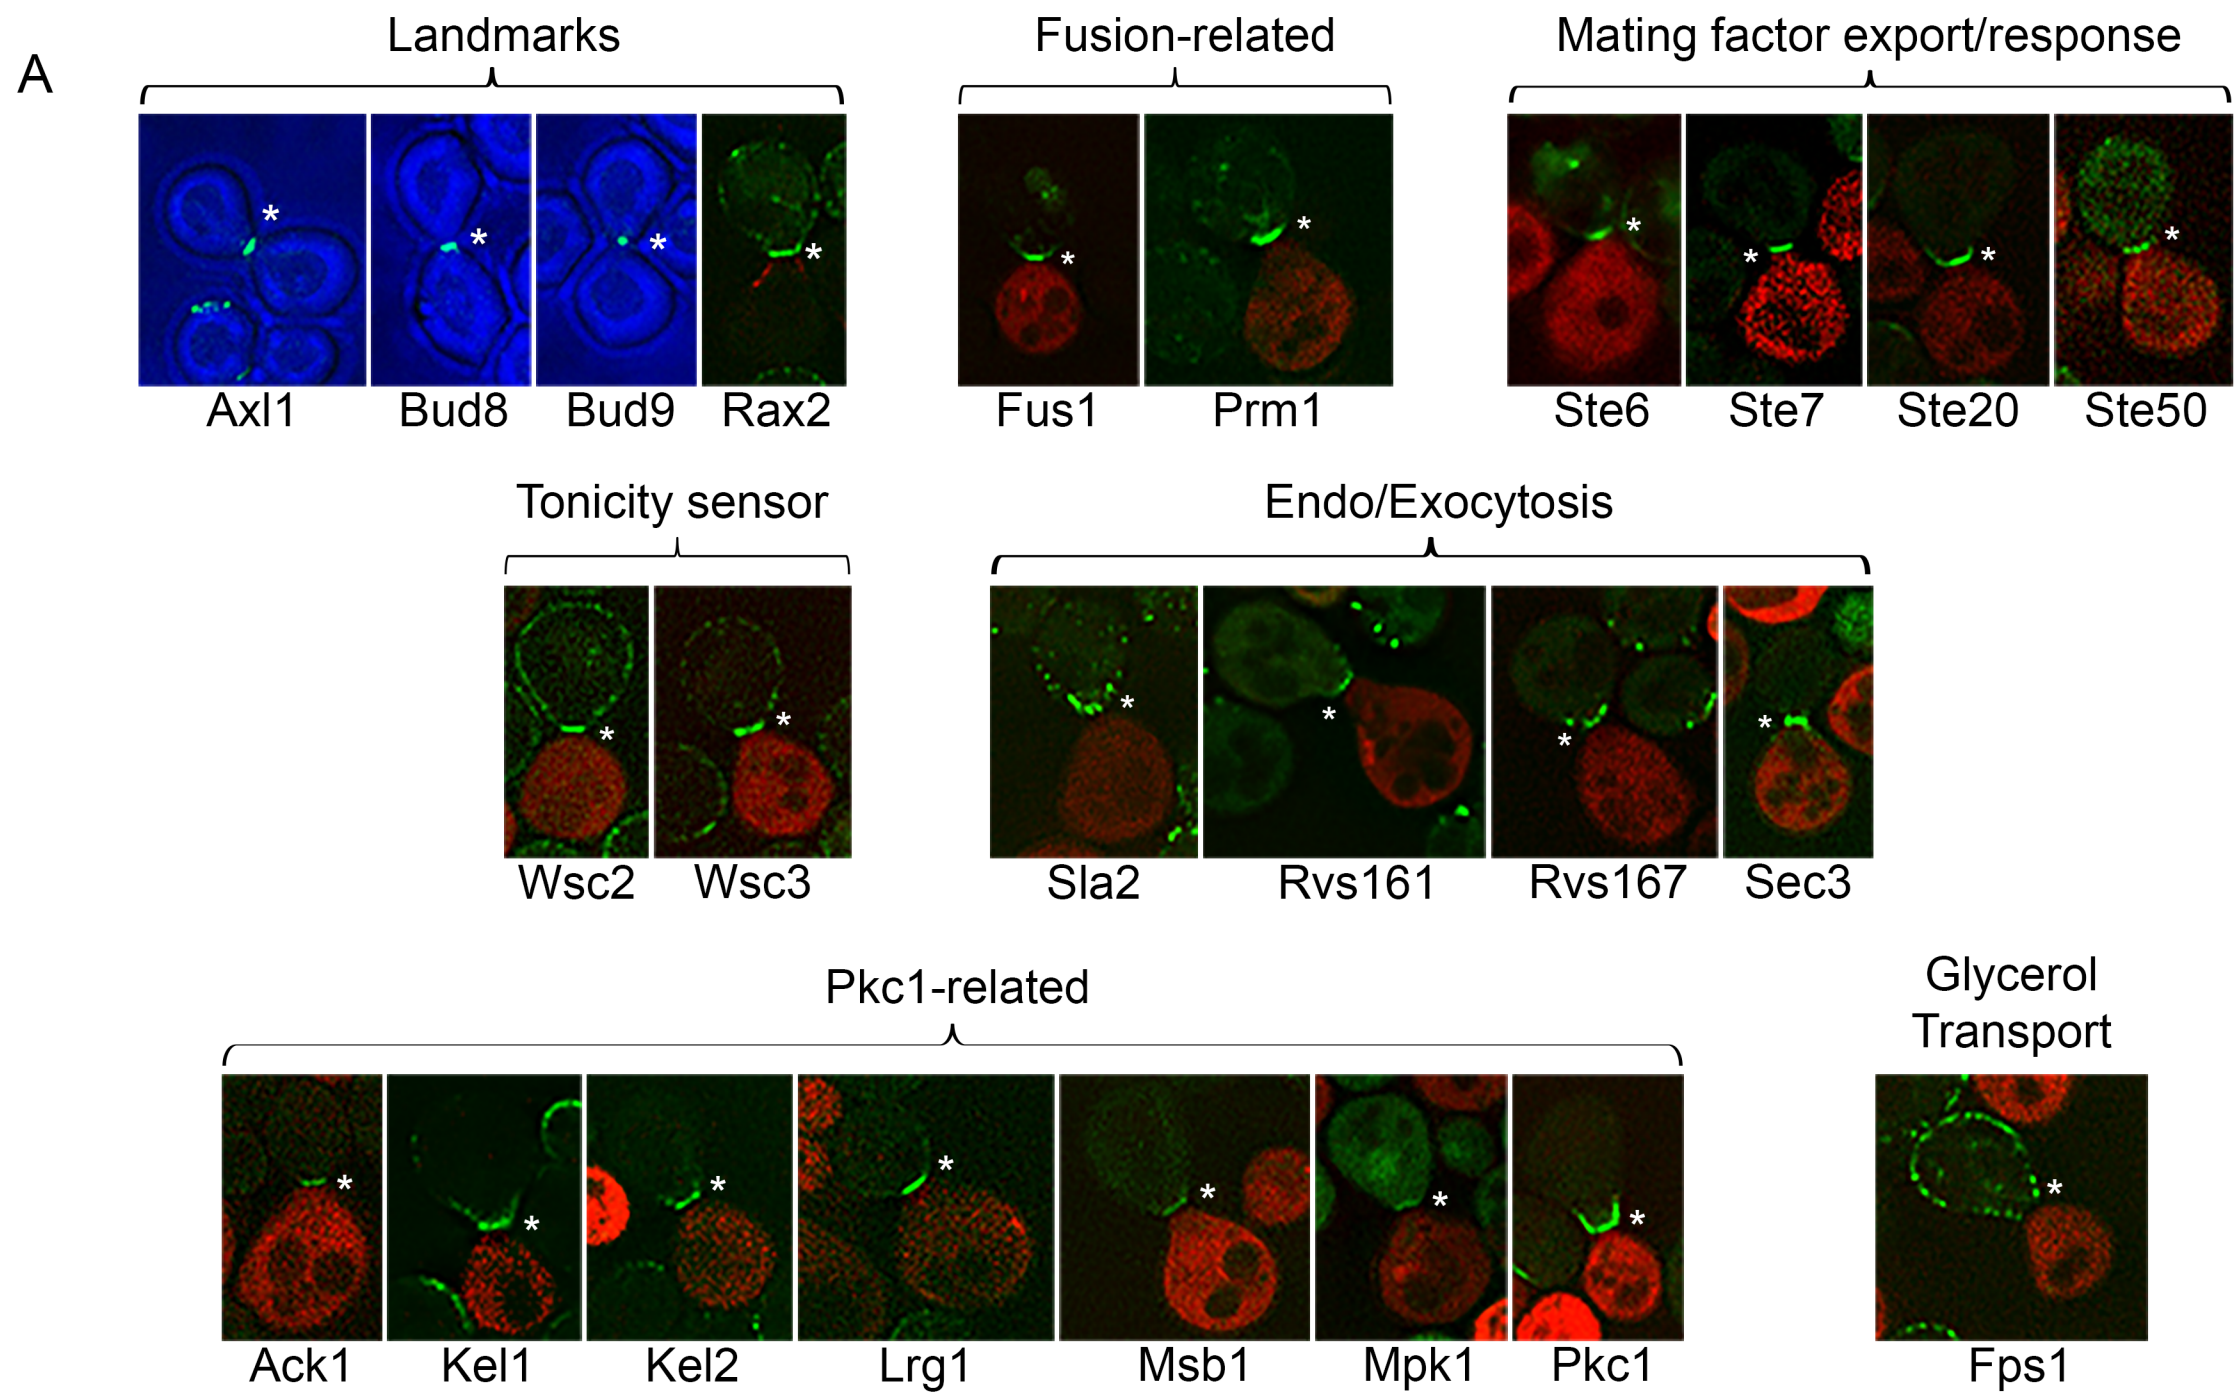 A
Landmarks
Fusion-related
Mating factor export/response
* * * *
* *
* * * *
Axl1 Bud8 Bud9 Rax2
Fus1 Prm1
Ste6 Ste7 Ste20 Ste50
Tonicity sensor
Endo/Exocytosis
* *
* * * *
Wsc2 Wsc3
Sla2 Rvs161 Rvs167 Sec3
Pkc1-related
Glycerol
Transport
* * * * * * *
*
Ack1 Kel1 Kel2 Lrg1 Msb1 Mpk1 Pkc1
Fps1